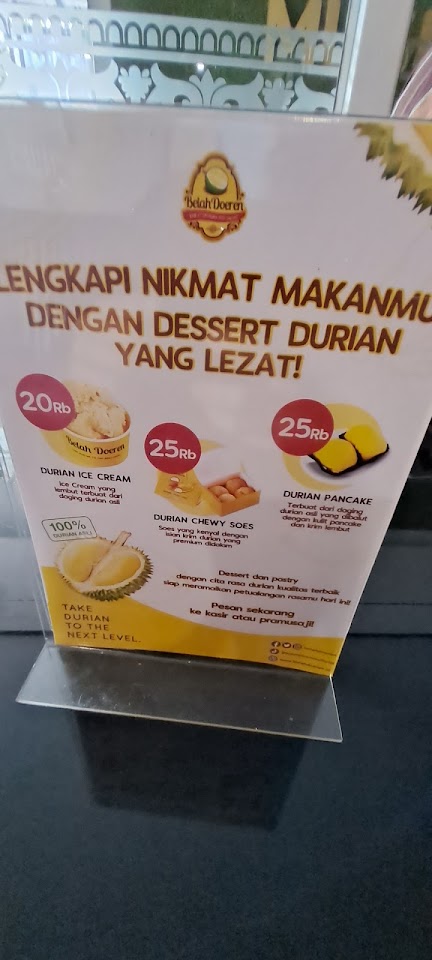 Belah Doeren
LENGKAPI NIKMAT MAKANMU
DENGAN DESSERT DURIAN
YANG LEZAT!
20Rb
Belah Doeren
DURIAN ICE CREAM
Ice Cream yang
lembut terbuat dari
daging durian asli
25Rb
DURIAN CHEWY SOES
Soes yang kenyal dengan
isian krim durian yang
premium didalam
25Rb
DURIAN PANCAKE
Terbuat dari daging
durian asli yang dibalut
dengan kulit pancake
dan krim lembut
100%
DURIAN ASLI
TAKE
DURIAN
TO THE
NEXT LEVEL.
Dessert dan pastry
dengan cita rasa durian kualitas terbaik
siap meramaikan petualangan rasamu hari ini!
Pesan sekarang
ke kasir atau pramusaji!